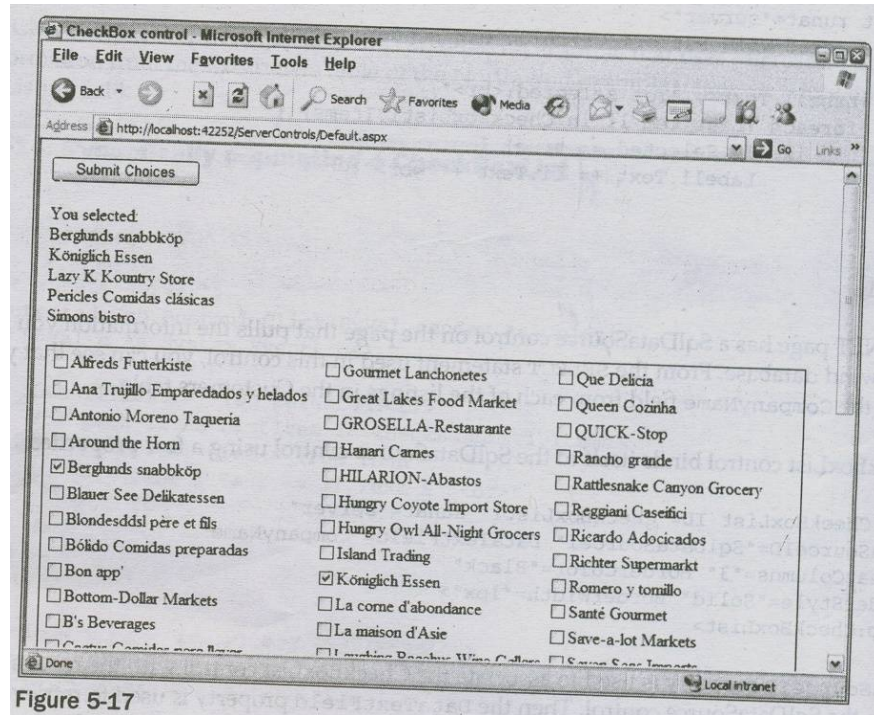 CheckBox control - Microsoft Internet Explorer
File Edit View Favorites Tools Help
Back Search Favorites Media
Address http://localhost:42252/ServerControls/Default.aspx Go Links »
Submit Choices
You selected:
Berglunds snabbköp
Königlich Essen
Lazy K Kountry Store
Pericles Comidas clásicas
Simons bistro
Alfreds Futterkiste
Ana Trujillo Emparedados y helados
Antonio Moreno Taqueria
Around the Horn
Berglunds snabbköp
Blauer See Delikatessen
Blondesddsl père et fils
Bólido Comidas preparadas
Bon app'
Bottom-Dollar Markets
B's Beverages
Gourmet Lanchonetes
Great Lakes Food Market
GROSELLA-Restaurante
Hanari Carnes
HILARION-Abastos
Hungry Coyote Import Store
Hungry Owl All-Night Grocers
Island Trading
Königlich Essen
La corne d'abondance
La maison d'Asie
Que Delícia
Queen Cozinha
QUICK-Stop
Rancho grande
Rattlesnake Canyon Grocery
Reggiani Caseifici
Ricardo Adocicados
Richter Supermarkt
Romero y tomillo
Santé Gourmet
Save-a-lot Markets
Done Local intranet
Figure 5-17